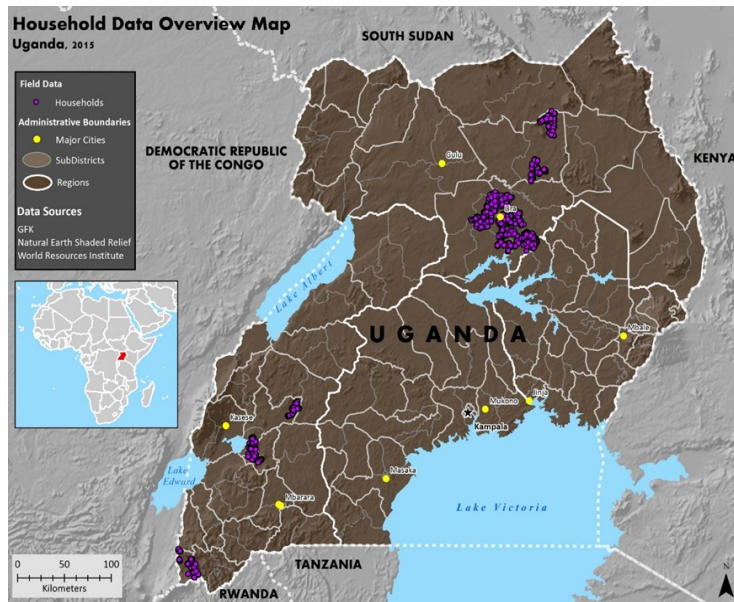 Household Data Overview Map
Uganda, 2015
SOUTH SUDAN
Field Data
Households
Administrative Boundaries
Major Cities
SubDistricts
Regions
Data Sources
GFK
Natural Earth Shaded Relief
World Resources Institute
DEMOCRATIC REPUBLIC
OF THE CONGO
KENYA
Gulu
Lira
Lake Albert
UGANDA
Mbale
Kasese
Mukono
Jinja
Kampala
Lake
Edward
Masaka
Mbarara
Lake Victoria
TANZANIA
RWANDA
0 50 100
Kilometers
N